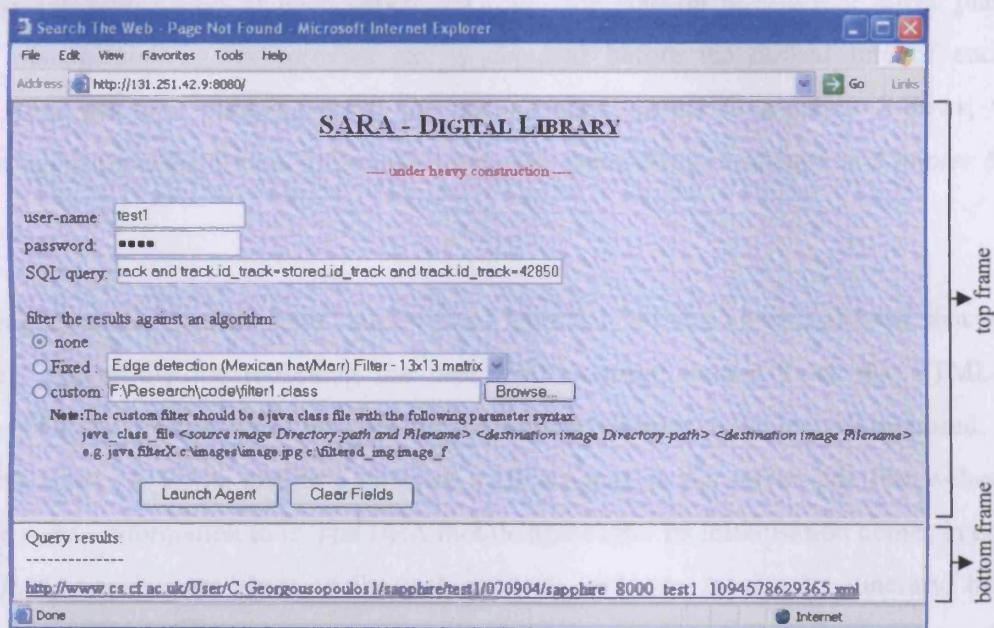 Search The Web - Page Not Found - Microsoft Internet Explorer
File Edit View Favorites Tools Help
Address http://131.251.42.9:8080/ Go Links
SARA - DIGITAL LIBRARY
---- under heavy construction ----
user-name: test1
password: ●●●●
SQL query: rack and track.id_track=stored.id_track and track.id_track=42850
filter the results against an algorithm:
none
Fixed : Edge detection (Mexican hat/Marr) Filter - 13x13 matrix
custom: F:\Research\code\filter1.class Browse...
Note:The custom filter should be a java class file with the following parameter syntax:
java_class_file <source image Directory-path and Filename> <destination image Directory-path> <destination image Filename>
e.g. java filterX c:\images\image.jpg c:\filtered_img image_f
Launch Agent Clear Fields
top frame
Query results
--------------
http://www.cs.cf.ac.uk/User/C.Georgousopoulos1/sapphire/test1/070904/sapphire_8000_test1_1094578629365.xml
bottom frame
Done Internet